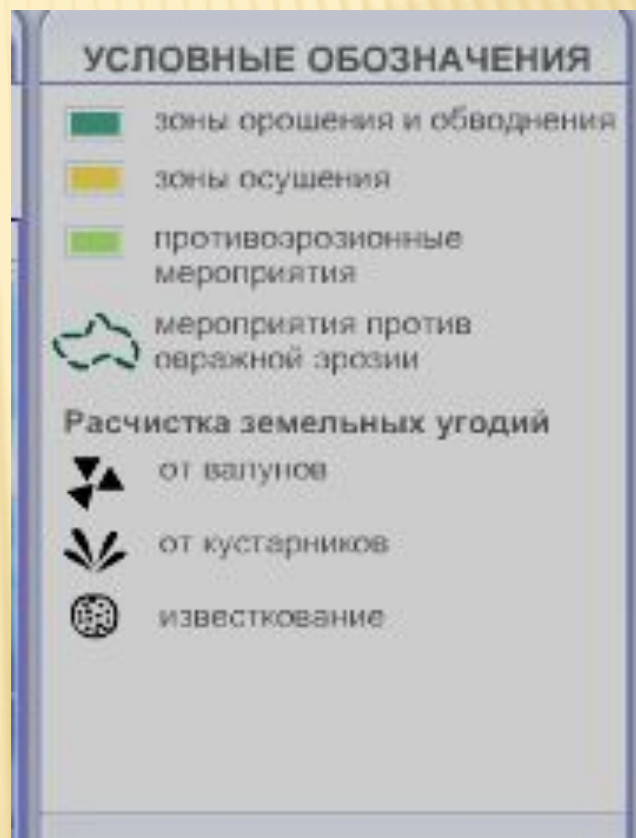 УСЛОВНЫЕ ОБОЗНАЧЕНИЯ
зоны орошения и обводнения
зоны осушения
противоэрозионные
мероприятия
мероприятия против
овражной эрозии
Расчистка земельных угодий
от валунов
от кустарников
известкование